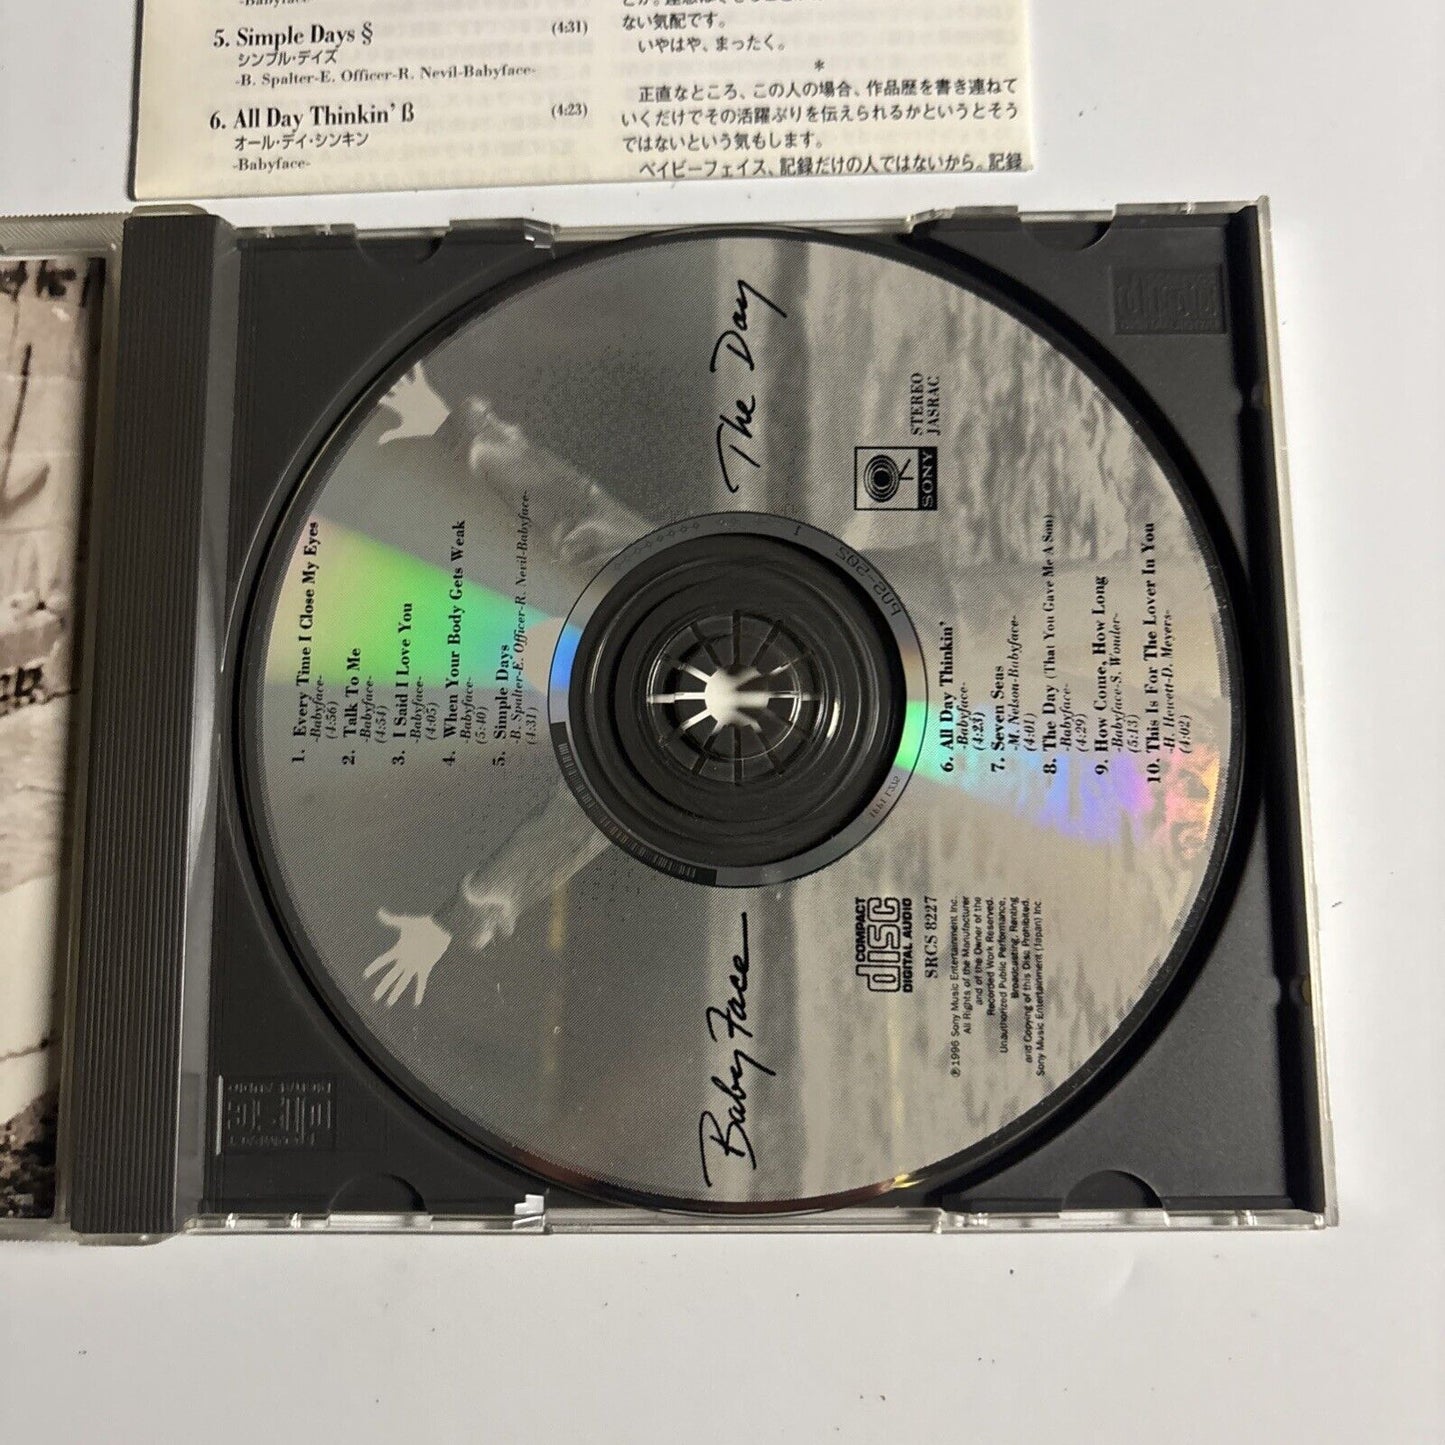 -Babyface-
5. Simple Days § (4:31)
シンプル・デイズ
-B. Spalter-E. Officer-R. Nevil-Babyface-
6. All Day Thinkin' ß (4:23)
オール・デイ・シンキン
-Babyface-
ない気配です。
いやはや、まったく。
*
正直なところ、この人の場合、作品歴を書き連ねて
いくだけでその活躍ぶりを伝えられるかというとそう
ではないという気もします。
ベイビーフェイス、記録だけの人ではないから。記録
BabyFace
The Day
1. Every Time I Close My Eyes
-Babyface-
(4:56)
2. Talk To Me
-Babyface-
(4:54)
3. I Said I Love You
-Babyface-
(4:05)
4. When Your Body Gets Weak
-Babyface-
(5:40)
5. Simple Days
-B. Spalter-E. Officer-R. Nevil-Babyface-
(4:31)
6. All Day Thinkin'
-Babyface-
(4:23)
7. Seven Seas
-M. Nelson-Babyface-
(4:01)
8. The Day (That You Gave Me A Son)
-Babyface-
(4:29)
9. How Come, How Long
-Babyface-S. Wonder-
(5:13)
10. This Is For The Lover In You
-H. Hewett-D. Meyers-
(4:02)
SONY
STEREO
JASRAC
COMPACT
disc
DIGITAL AUDIO
SRCS 8227
℗1996 Sony Music Entertainment Inc.
All Rights of the Manufacturer
and of the Owner of the
Recorded Work Reserved.
Unauthorized Public Performance,
Broadcasting, Renting
and Copying of this Disc Prohibited.
Sony Music Entertainment (Japan) Inc.